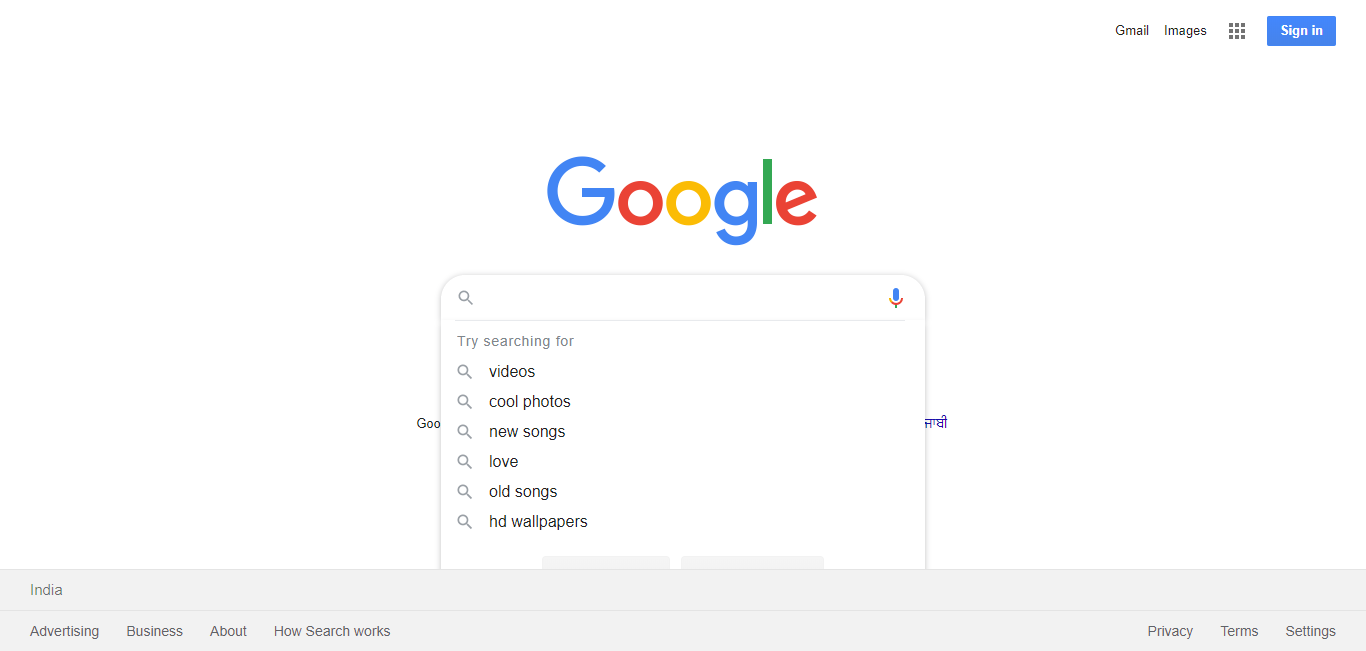 Gmail Images Sign in
Google
Try searching for
videos
cool photos
new songs
love
old songs
hd wallpapers
India
Advertising Business About How Search works Privacy Terms Settings